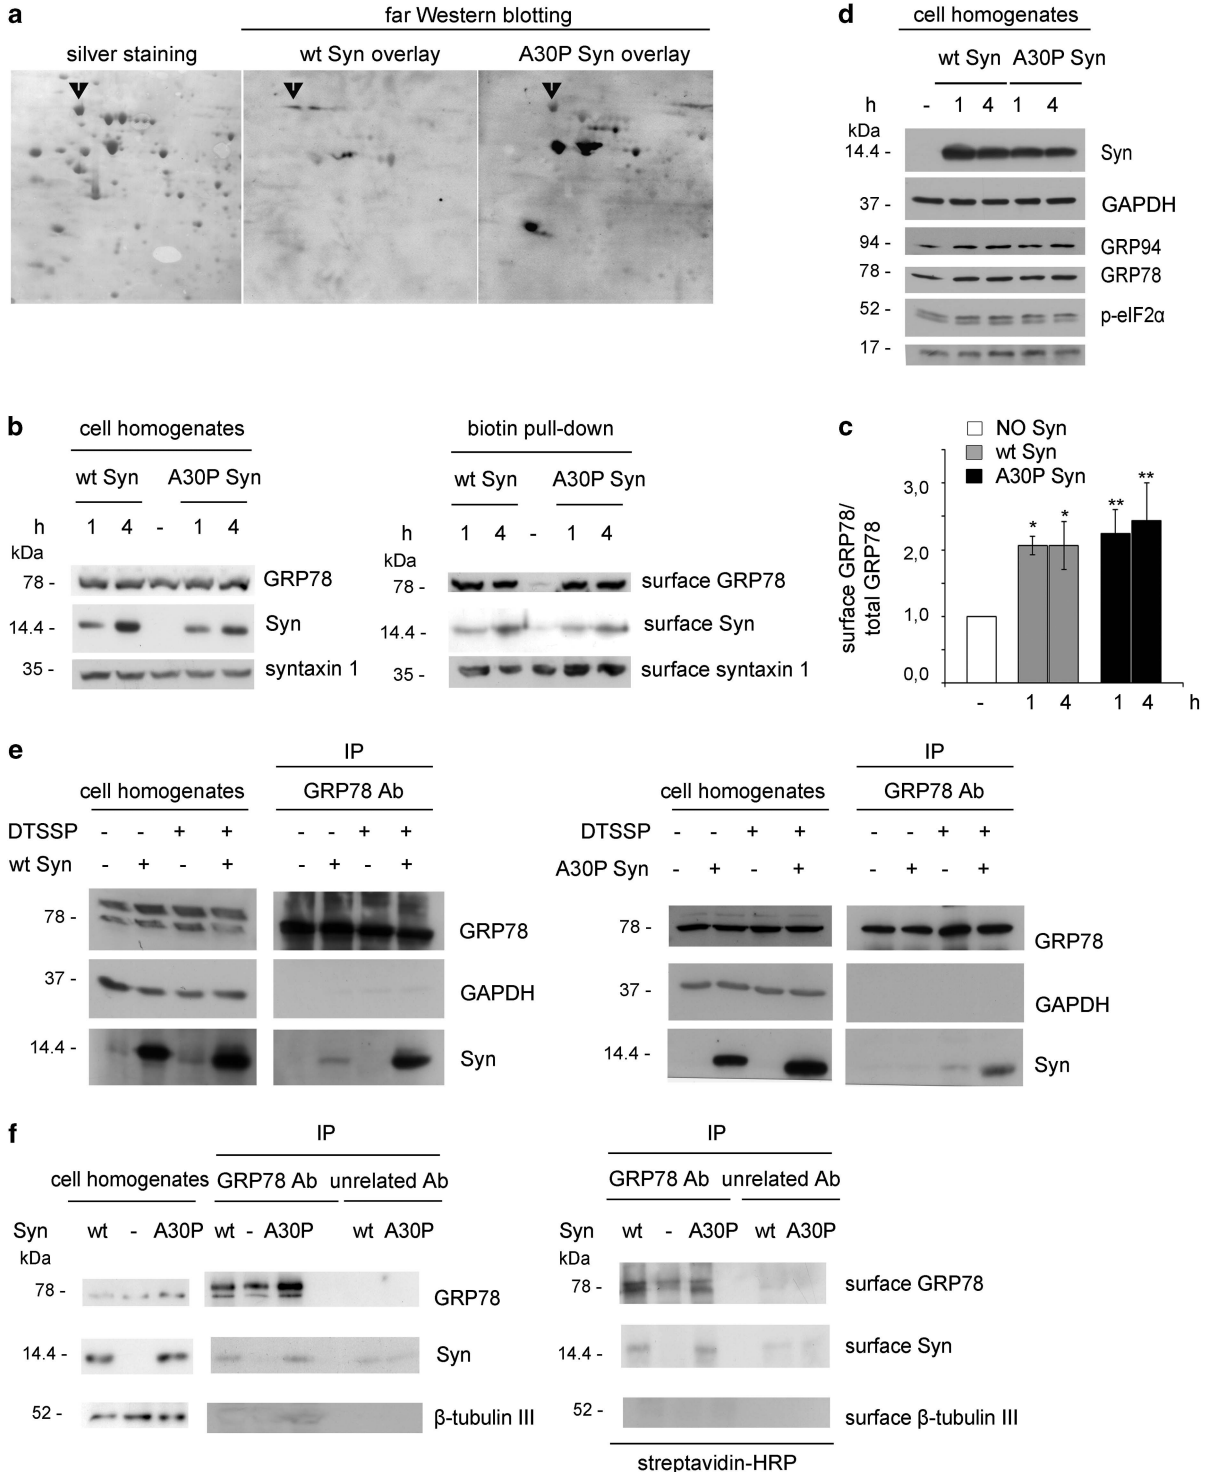 a
far Western blotting
silver staining
wt Syn overlay
A30P Syn overlay
1
1
1
d
cell homogenates
wt Syn A30P Syn
h - 1 4 1 4
kDa
14.4 - Syn
37 - GAPDH
94 - GRP94
78 - GRP78
52 - p-eIF2α
17 -
b
cell homogenates
wt Syn A30P Syn
h 1 4 - 1 4
kDa
78 - GRP78
14.4 - Syn
35 - syntaxin 1
biotin pull-down
wt Syn A30P Syn
h 1 4 - 1 4
kDa
78 - surface GRP78
14.4 - surface Syn
35 - surface syntaxin 1
c
NO Syn
wt Syn
A30P Syn
surface GRP78/
total GRP78
3,0
2,0
1,0
0,0
* * ** **
- 1 4 1 4 h
e
IP
cell homogenates GRP78 Ab
DTSSP - - + + - - + +
wt Syn - + - + - + - +
78 - GRP78
37 - GAPDH
14.4 - Syn
IP
cell homogenates GRP78 Ab
DTSSP - - + + - - + +
A30P Syn - + - + - + - +
78 - GRP78
37 - GAPDH
14.4 - Syn
f
IP
cell homogenates GRP78 Ab unrelated Ab
Syn wt - A30P wt - A30P wt A30P
kDa
78 - GRP78
14.4 - Syn
52 - β-tubulin III
IP
GRP78 Ab unrelated Ab
Syn wt - A30P wt A30P
kDa
78 - surface GRP78
14.4 - surface Syn
52 - surface β-tubulin III
streptavidin-HRP